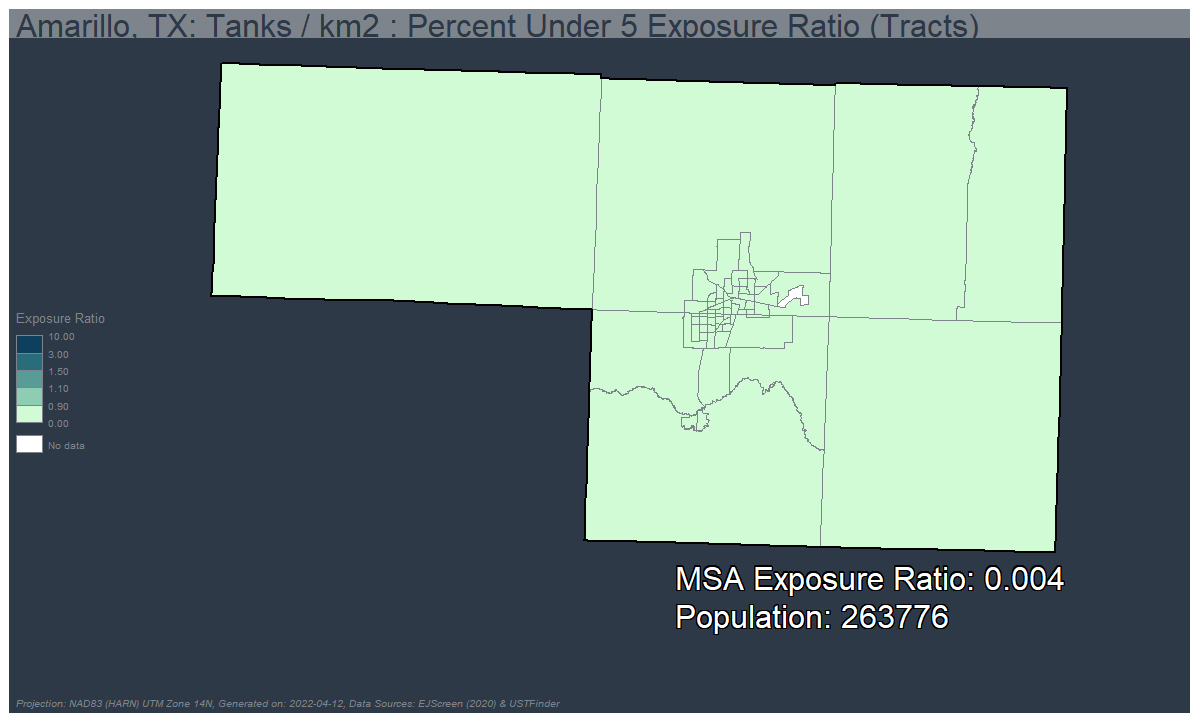 Amarillo, TX: Tanks / km2 : Percent Under 5 Exposure Ratio (Tracts)
Exposure Ratio
10.00
3.00
1.50
1.10
0.90
0.00
No data
MSA Exposure Ratio: 0.004
Population: 263776
Projection: NAD83 (HARN) UTM Zone 14N, Generated on: 2022-04-12, Data Sources: EJScreen (2020) & USTFinder